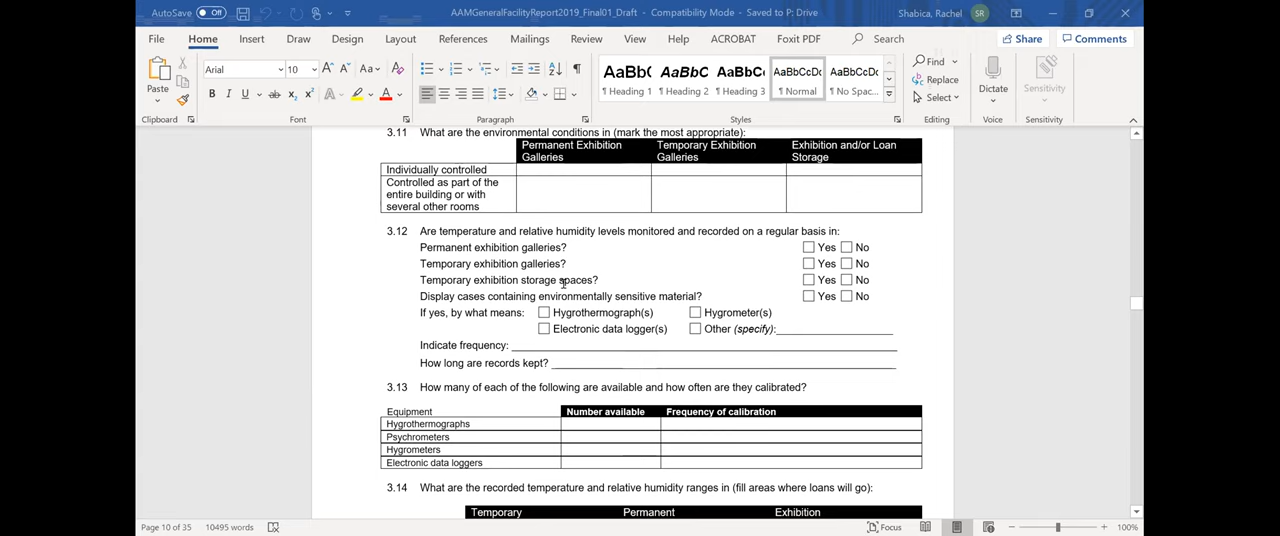 AutoSave Off AAMGeneralFacilityReport2019_Final01_Draft - Compatibility Mode - Saved to P: Drive Shabica, Rachel SR
File Home Insert Draw Design Layout References Mailings Review View Help ACROBAT Foxit PDF Search Share Comments
Paste Arial 10 Aa AaBb( AaBbC AaBbCc AaBbCcDc AaBbCcDc Find Replace Select Dictate Sensitivity
B I U ab x₂ x² A A A ¶ Heading 1 ¶ Heading 2 ¶ Heading 3 ¶ Normal ¶ No Spac...
Clipboard Font Paragraph Styles Editing Voice Sensitivity
3.11 What are the environmental conditions in (mark the most appropriate):
Permanent Exhibition Galleries Temporary Exhibition Galleries Exhibition and/or Loan Storage
Individually controlled
Controlled as part of the
entire building or with
several other rooms
3.12 Are temperature and relative humidity levels monitored and recorded on a regular basis in:
Permanent exhibition galleries? Yes No
Temporary exhibition galleries? Yes No
Temporary exhibition storage spaces? Yes No
Display cases containing environmentally sensitive material? Yes No
If yes, by what means: Hygrothermograph(s) Hygrometer(s)
Electronic data logger(s) Other (specify):
Indicate frequency:
How long are records kept?
3.13 How many of each of the following are available and how often are they calibrated?
Equipment Number available Frequency of calibration
Hygrothermographs
Psychrometers
Hygrometers
Electronic data loggers
3.14 What are the recorded temperature and relative humidity ranges in (fill areas where loans will go):
Temporary Permanent Exhibition
Page 10 of 35 10495 words Focus 100%